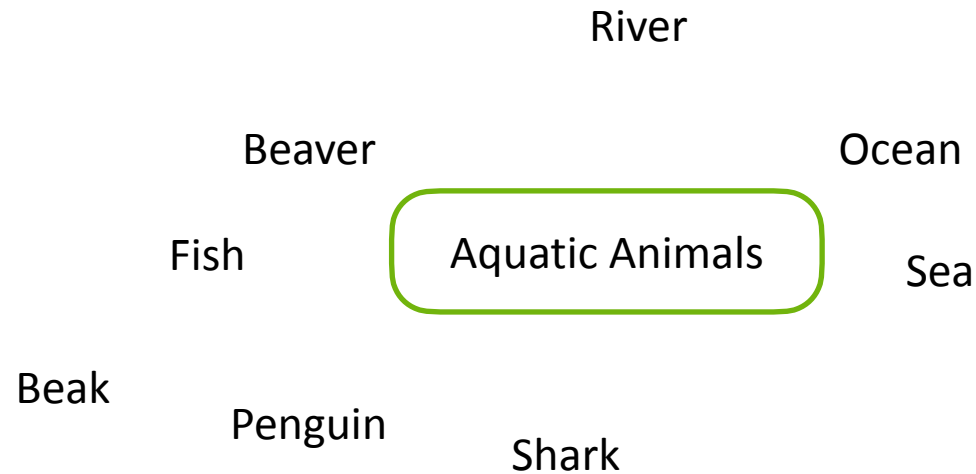 River
Beaver
Ocean
Fish
Aquatic Animals
Sea
Beak
Penguin
Shark